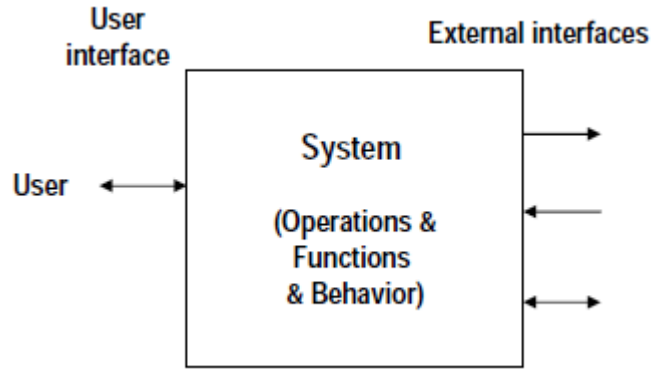 User
interface
External interfaces
System
User
(Operations &
Functions
& Behavior)